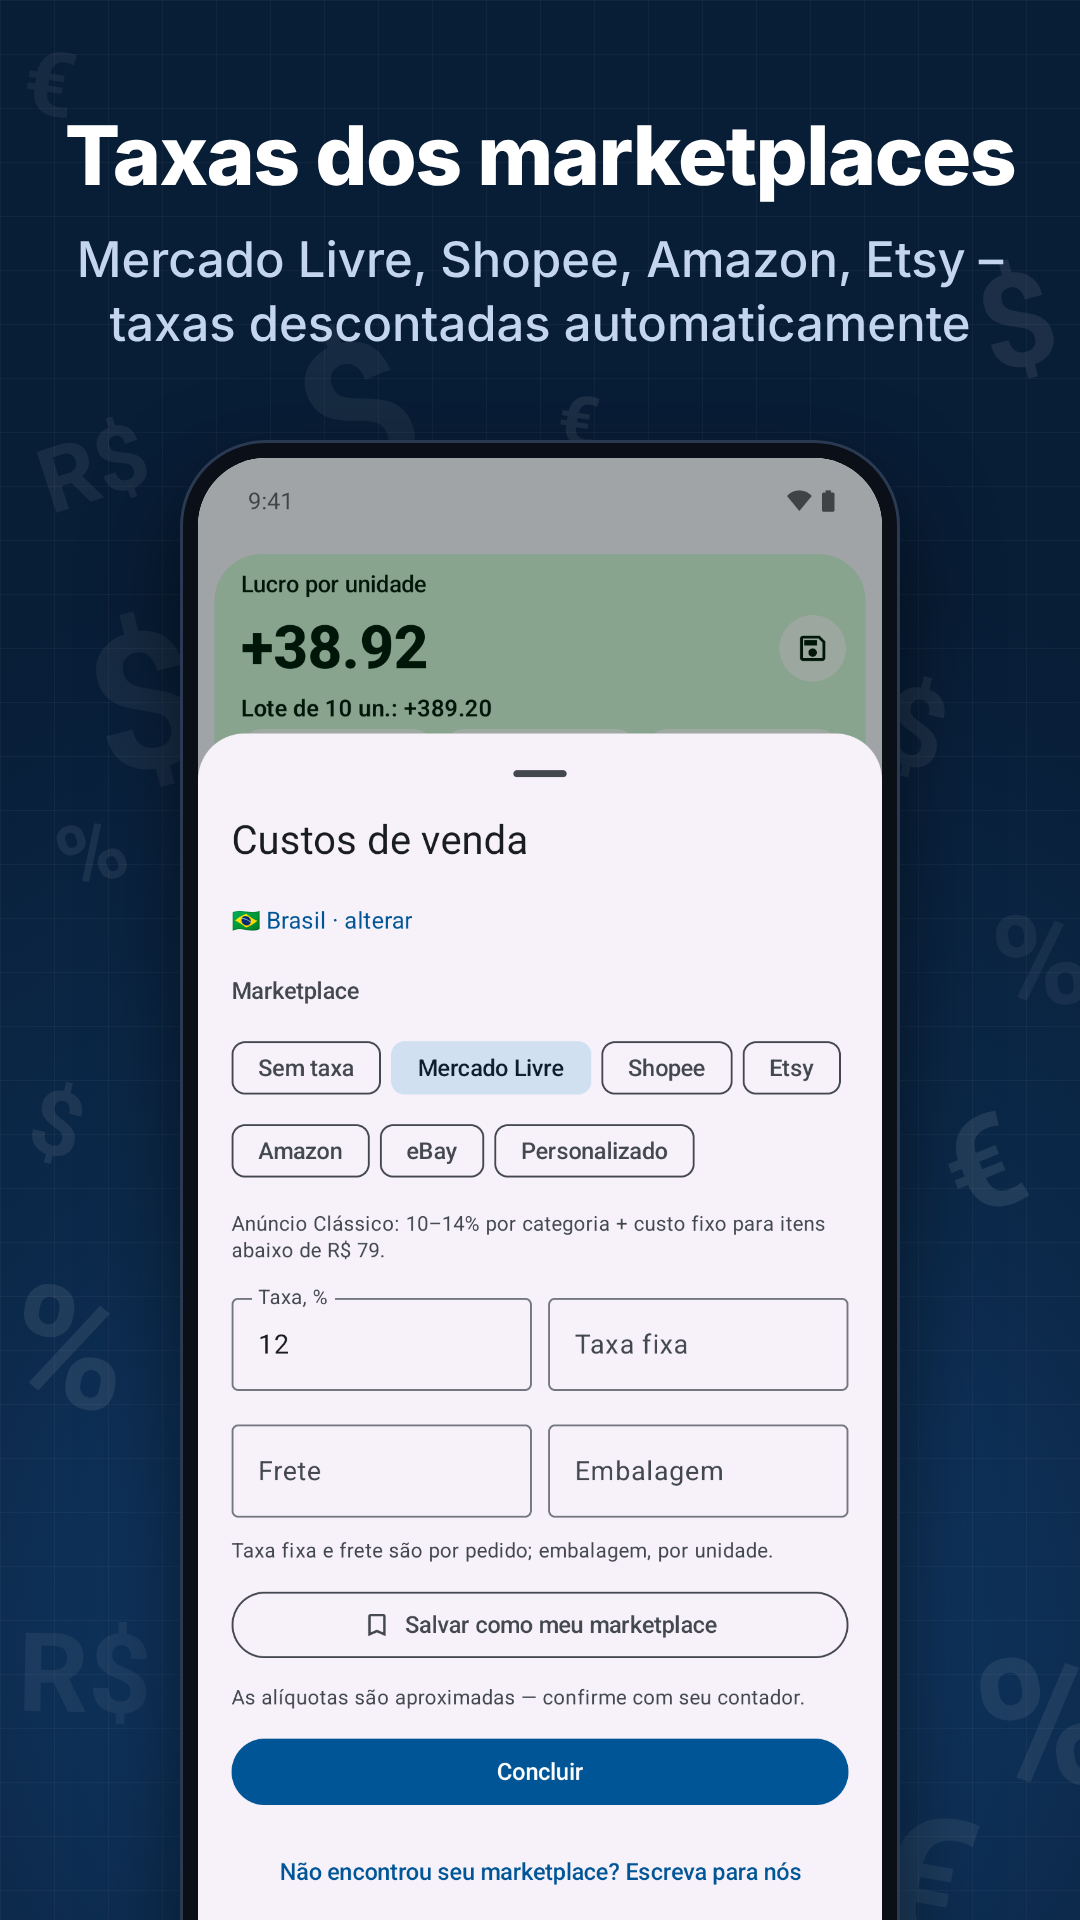 Taxas dos marketplaces
Mercado Livre, Shopee, Amazon, Etsy –
taxas descontadas automaticamente
9:41
Lucro por unidade
+38.92
Lote de 10 un.: +389.20
Custos de venda
🇧🇷 Brasil · alterar
Marketplace
Sem taxa Mercado Livre Shopee Etsy
Amazon eBay Personalizado
Anúncio Clássico: 10–14% por categoria + custo fixo para itens
abaixo de R$ 79.
Taxa, %
12 Taxa fixa
Frete Embalagem
Taxa fixa e frete são por pedido; embalagem, por unidade.
Salvar como meu marketplace
As alíquotas são aproximadas — confirme com seu contador.
Concluir
Não encontrou seu marketplace? Escreva para nós